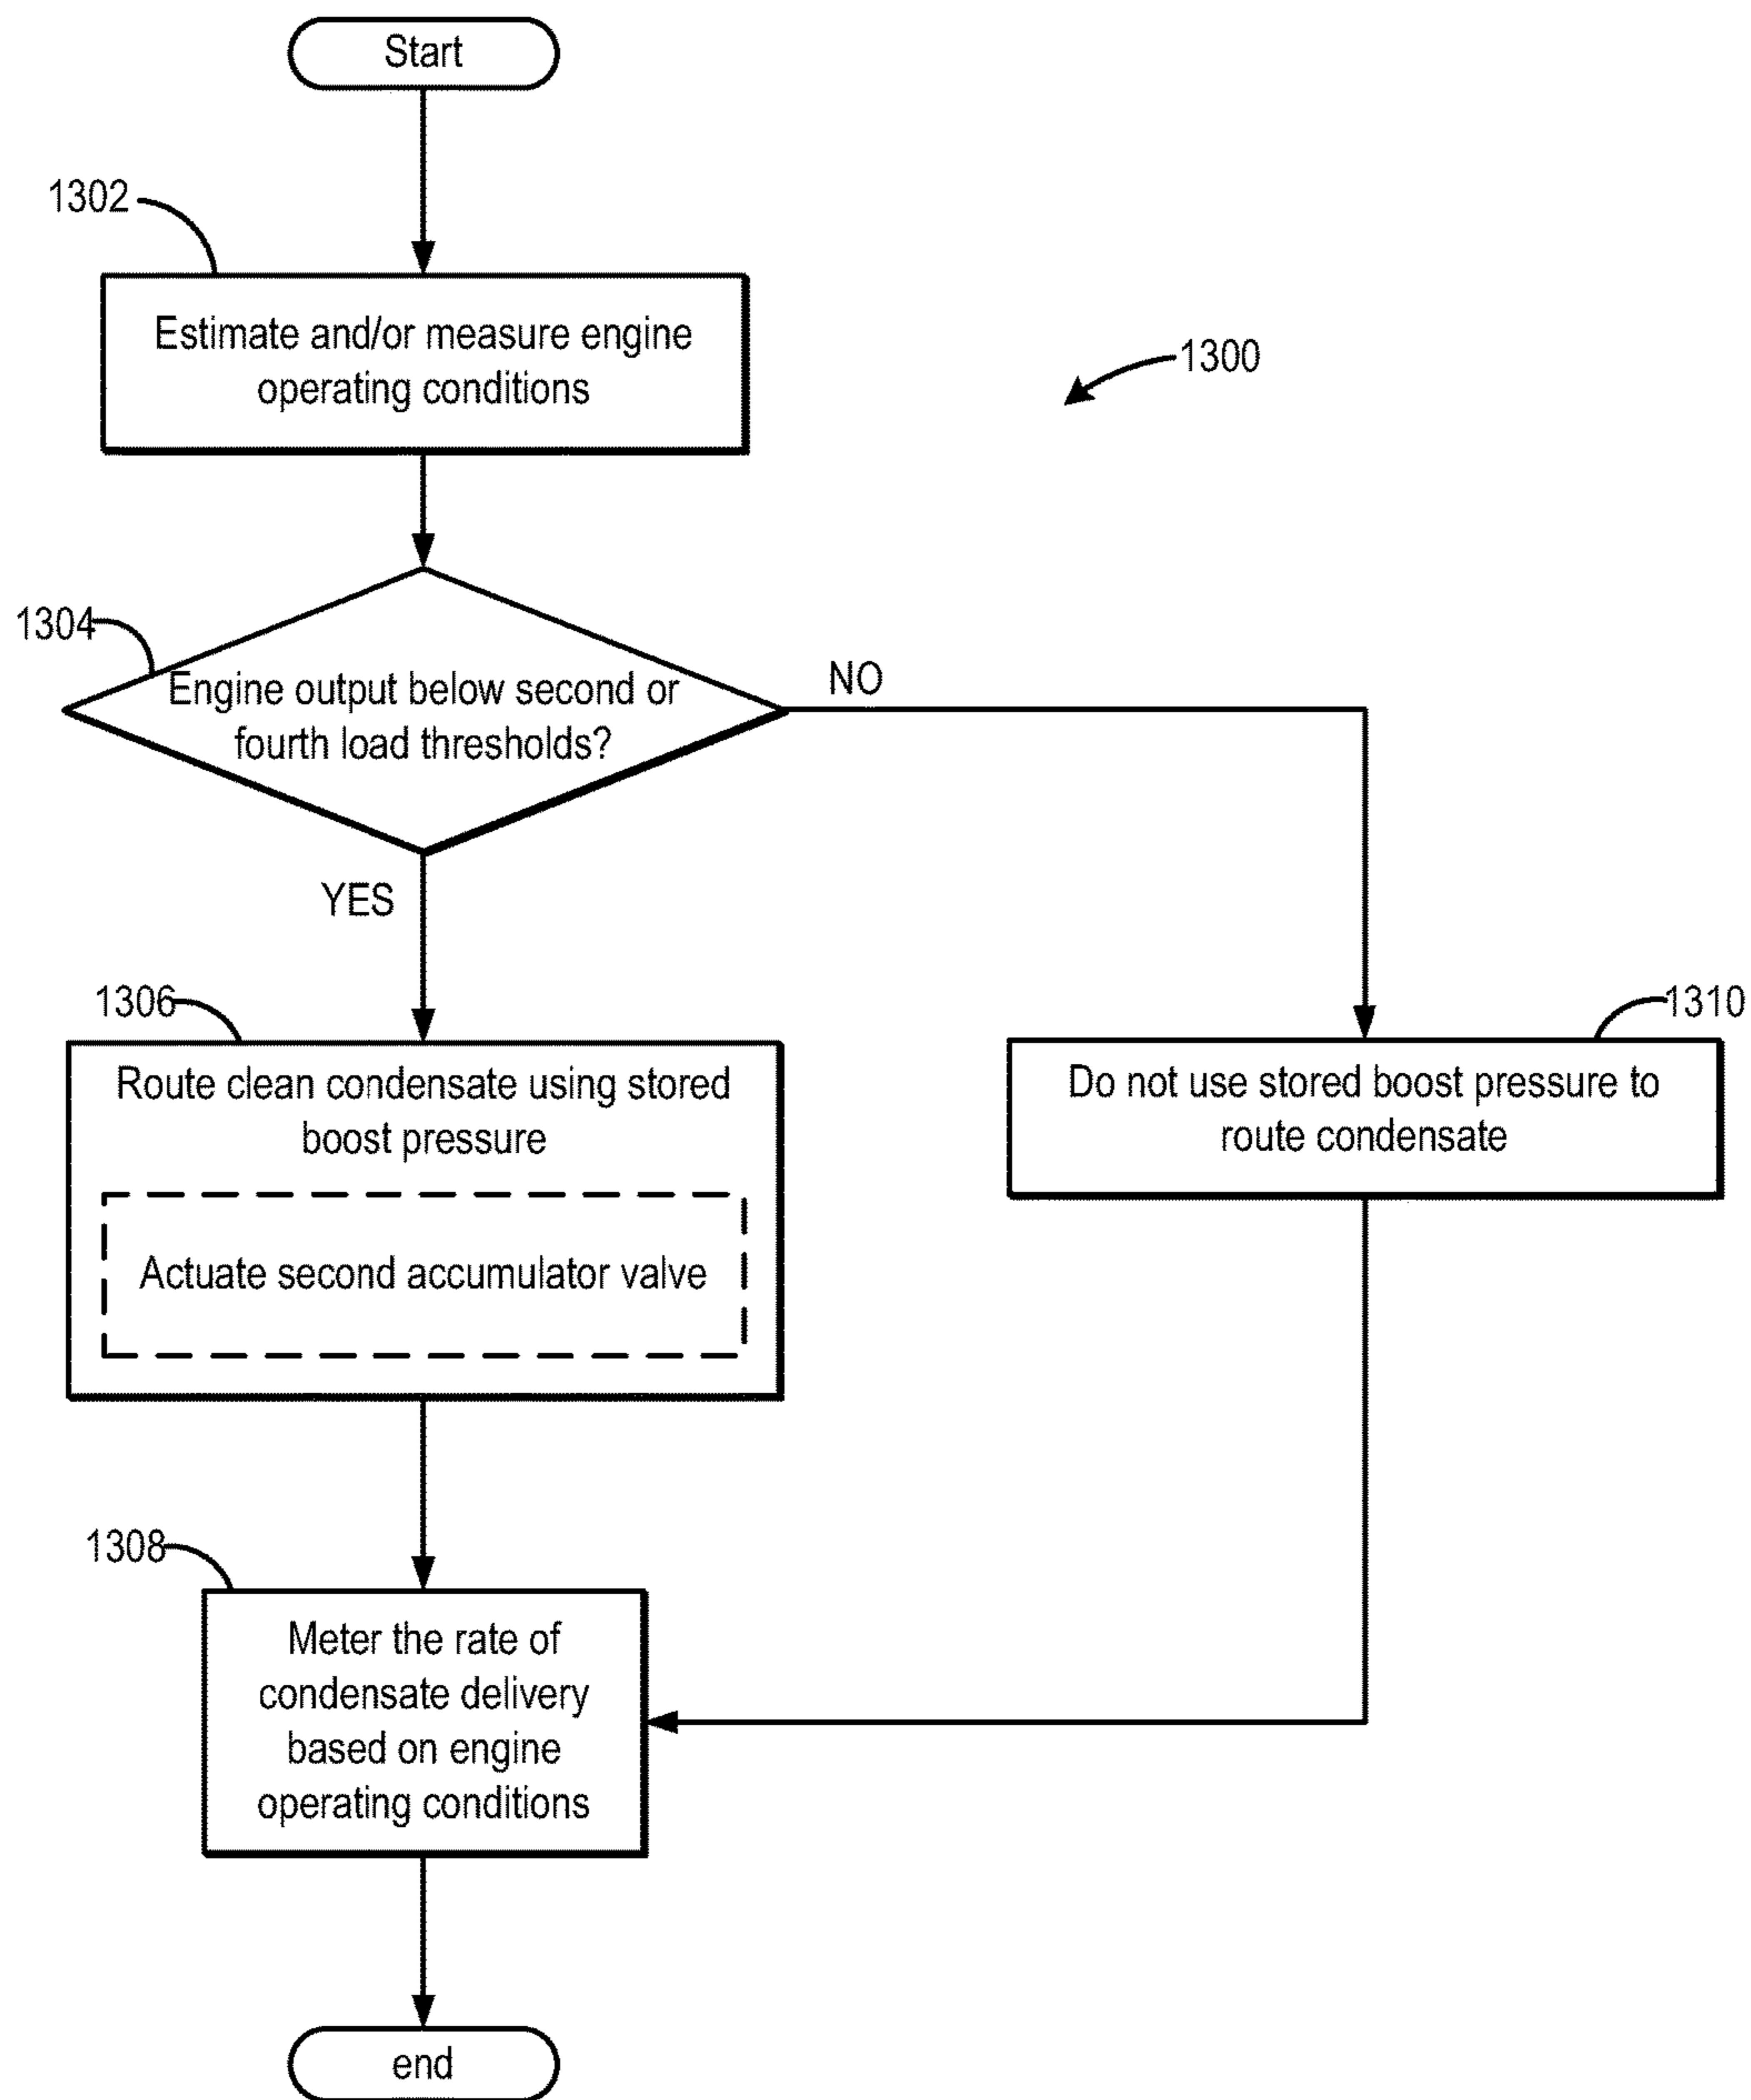 Start
1302
Estimate and/or measure engine
operating conditions
1300
1304
Engine output below second or
fourth load thresholds?
NO
YES
1306
Route clean condensate using stored
boost pressure
Actuate second accumulator valve
1310
Do not use stored boost pressure to
route condensate
1308
Meter the rate of
condensate delivery
based on engine
operating conditions
end